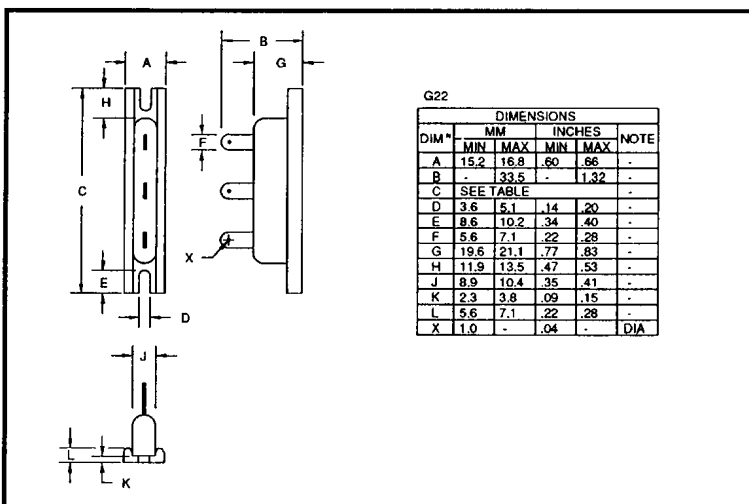 B
A
G
H
F
C
X
E
D
J
L
K
G22
DIMENSIONS
DIM" MM INCHES NOTE
MIN MAX MIN MAX
A 15.2 16.8 .60 .66 -
B - 33.5 - 1.32 -
C SEE TABLE -
D 3.6 5.1 .14 .20 -
E 8.6 10.2 .34 .40 -
F 5.6 7.1 .22 .28 -
G 19.6 21.1 .77 .83 -
H 11.9 13.5 .47 .53 -
J 8.9 10.4 .35 .41 -
K 2.3 3.8 .09 .15 -
L 5.6 7.1 .22 .28 -
X 1.0 - .04 - DIA